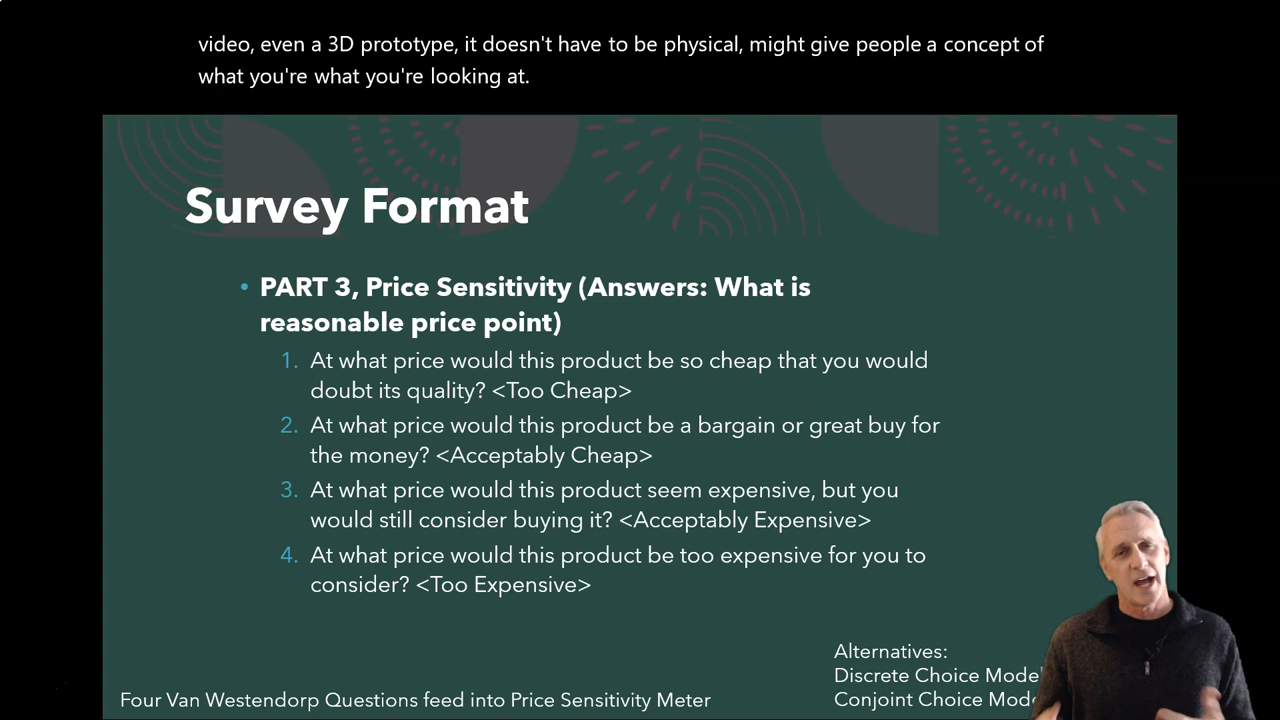 video, even a 3D prototype, it doesn't have to be physical, might give people a concept of
what you're what you're looking at.
Survey Format
• PART 3, Price Sensitivity (Answers: What is
reasonable price point)
1. At what price would this product be so cheap that you would
doubt its quality? <Too Cheap>
2. At what price would this product be a bargain or great buy for
the money? <Acceptably Cheap>
3. At what price would this product seem expensive, but you
would still consider buying it? <Acceptably Expensive>
4. At what price would this product be too expensive for you to
consider? <Too Expensive>
Alternatives:
Discrete Choice Model
Conjoint Choice
Four Van Westendorp Questions feed into Price Sensitivity Meter